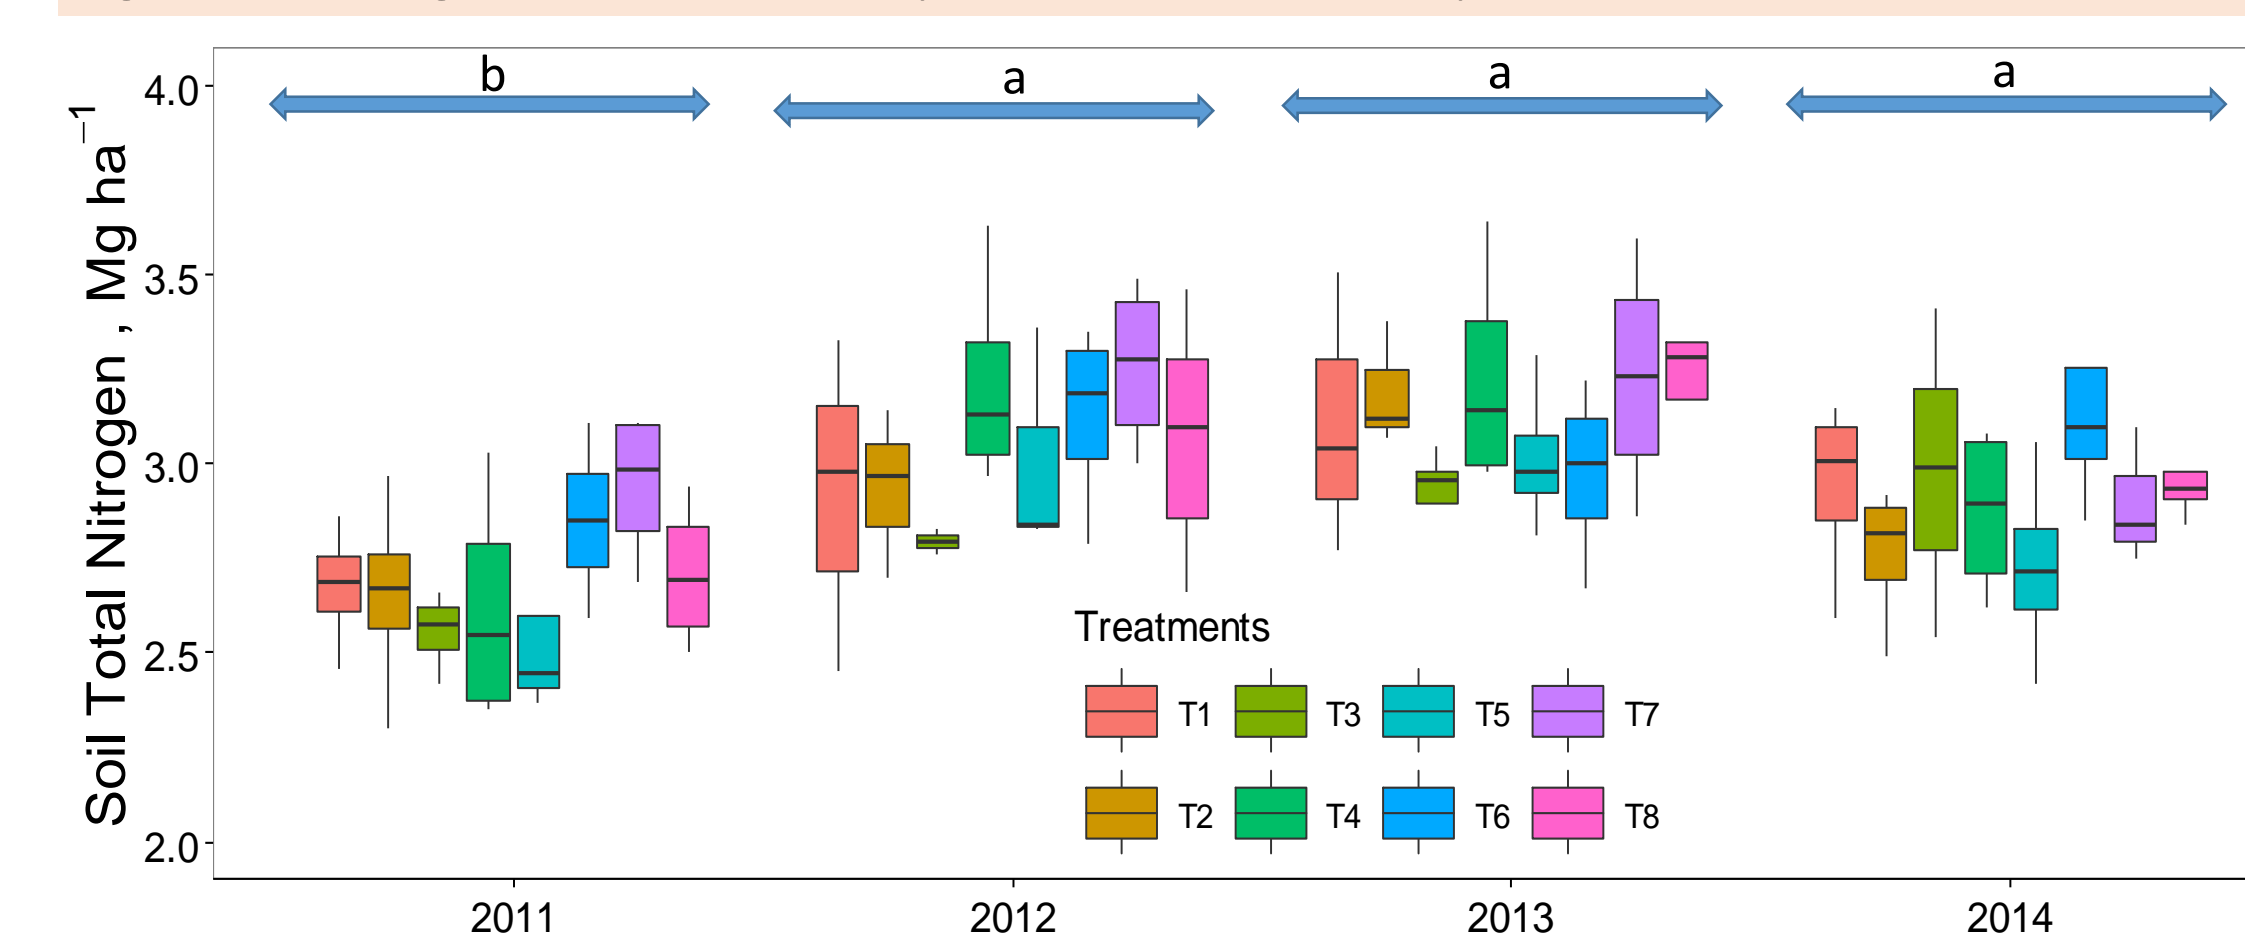 b a a a
4.0
3.5
3.0
2.5
2.0
Soil Total Nitrogen , Mg ha⁻¹
Treatments
T1 T3 T5 T7
T2 T4 T6 T8
2011 2012 2013 2014